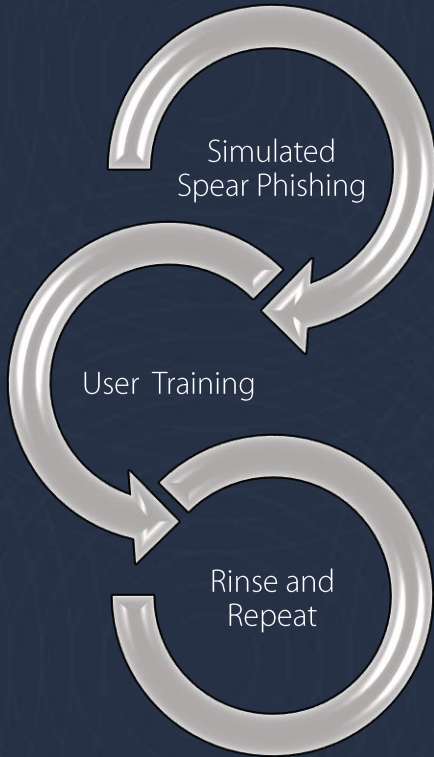 Simulated
Spear Phishing
User Training
Rinse and
Repeat